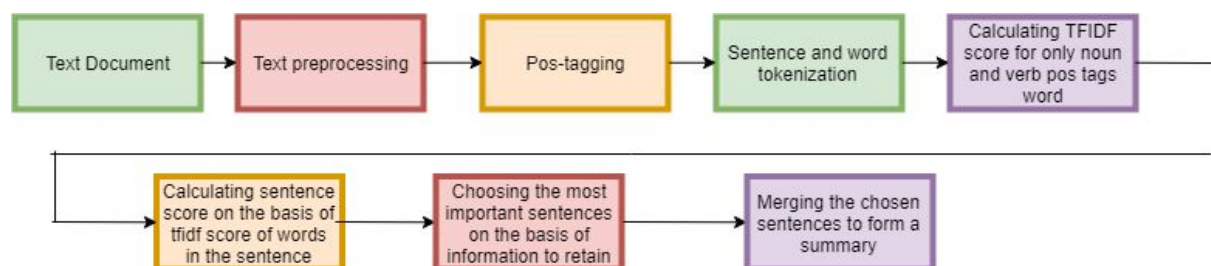 Text Document
Text preprocessing
Pos-tagging
Sentence and word
tokenization
Calculating TFIDF
score for only noun
and verb pos tags
word
Calculating sentence
score on the basis of
tfidf score of words
in the sentence
Choosing the most
important sentences
on the basis of
information to retain
Merging the chosen
sentences to form a
summary